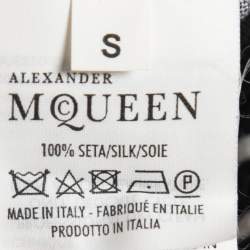 S
ALEXANDER
McQUEEN
100% SETA/SILK/SOIE
P
MADE IN ITALY - FABRIQUÉ EN ITALIE
PRODOTTO IN ITALIA